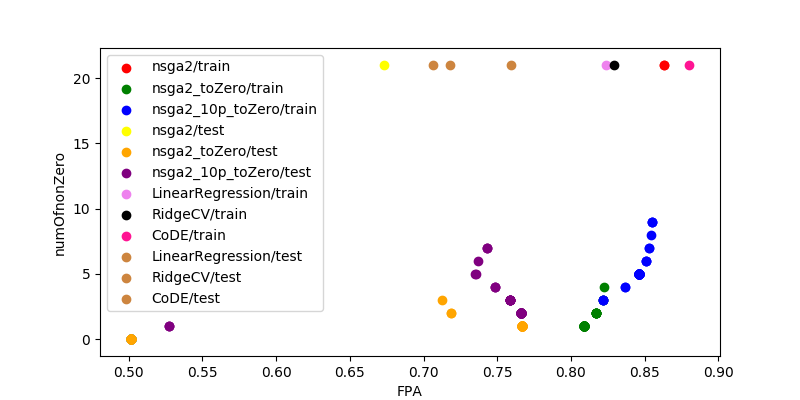 nsga2/train
nsga2_toZero/train
nsga2_10p_toZero/train
nsga2/test
nsga2_toZero/test
nsga2_10p_toZero/test
LinearRegression/train
RidgeCV/train
CoDE/train
LinearRegression/test
RidgeCV/test
CoDE/test
numOfnonZero
20
15
10
5
0
0.50 0.55 0.60 0.65 0.70 0.75 0.80 0.85 0.90
FPA